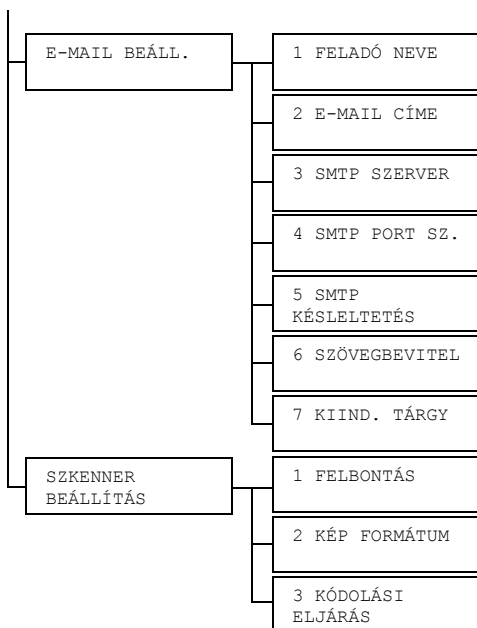 E-MAIL BEÁLL.
1 FELADÓ NEVE
2 E-MAIL CÍME
3 SMTP SZERVER
4 SMTP PORT SZ.
5 SMTP
KÉSLELTETÉS
6 SZÖVEGBEVITEL
7 KIIND. TÁRGY
SZKENNER
BEÁLLÍTÁS
1 FELBONTÁS
2 KÉP FORMÁTUM
3 KÓDOLÁSI
ELJÁRÁS